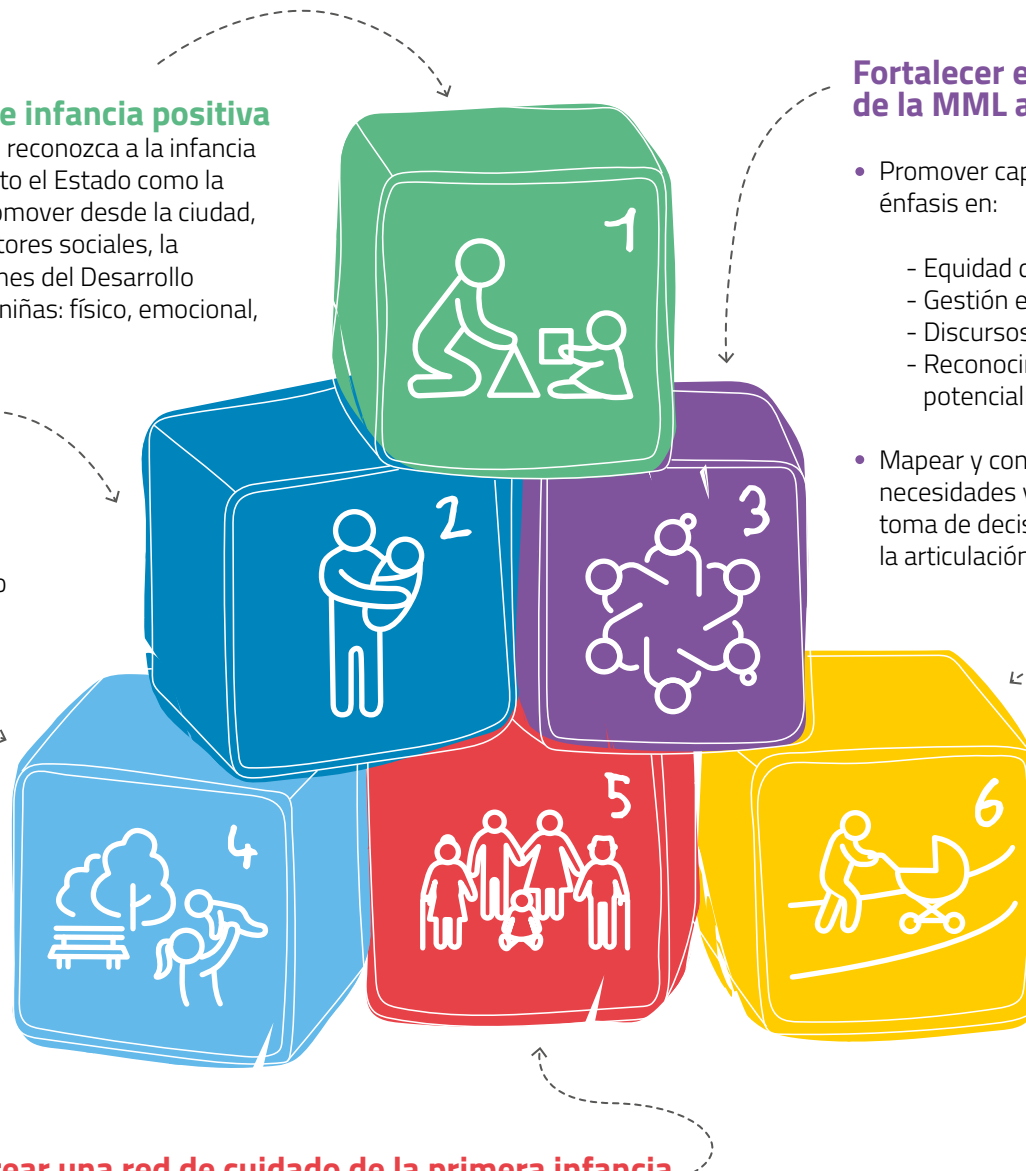 e infancia positiva
reconozca a la infancia
to el Estado como la
omover desde la ciudad,
tores sociales, la
nes del Desarrollo
niñas: físico, emocional,
o
Fortalecer e
de la MML a
• Promover cap
énfasis en:
- Equidad
- Gestión e
- Discursos
- Reconoci
potencial
• Mapear y con
necesidades
toma de decis
la articulación
1
2
3
4
5
6
ear una red de cuidado de la primera infancia